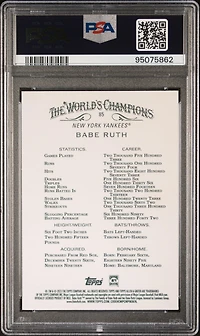 PSA
95075862
THE WORLD'S CHAMPIONS
NEW YORK YANKEES®
BABE RUTH
STATISTICS: CAREER:
GAMES PLAYED TWO THOUSAND FIVE HUNDRED
THREE
RUNS TWO THOUSAND ONE HUNDRED
SEVENTY FOUR
HITS TWO THOUSAND EIGHT HUNDRED
SEVENTY THREE
DOUBLES FIVE HUNDRED SIX
TRIPLES ONE HUNDRED THIRTY SIX
HOME RUNS SEVEN HUNDRED FOURTEEN
RUNS BATTED IN TWO THOUSAND TWO HUNDRED
STOLEN BASES ONE HUNDRED TWENTY THREE
WALKS TWO THOUSAND SIXTY TWO
STRIKEOUTS ONE THOUSAND THREE HUNDRED
THIRTY
SLUGGING PERCENTAGE SIX HUNDRED NINETY
BATTING AVERAGE THREE HUNDRED FORTY TWO
HEIGHT/WEIGHT: BATS/THROWS:
SIX FOOT TWO INCHES BATS LEFT-HANDED
TWO HUNDRED FIFTEEN THROWS LEFT-HANDED
POUNDS
ACQUIRED: BORN/HOME:
PURCHASED FROM RED SOX, BORN: FEBRUARY SIXTH,
DECEMBER TWENTY SIXTH, EIGHTEEN NINETY FIVE
NINETEEN NINETEEN HOME: BALTIMORE, MARYLAND
Topps